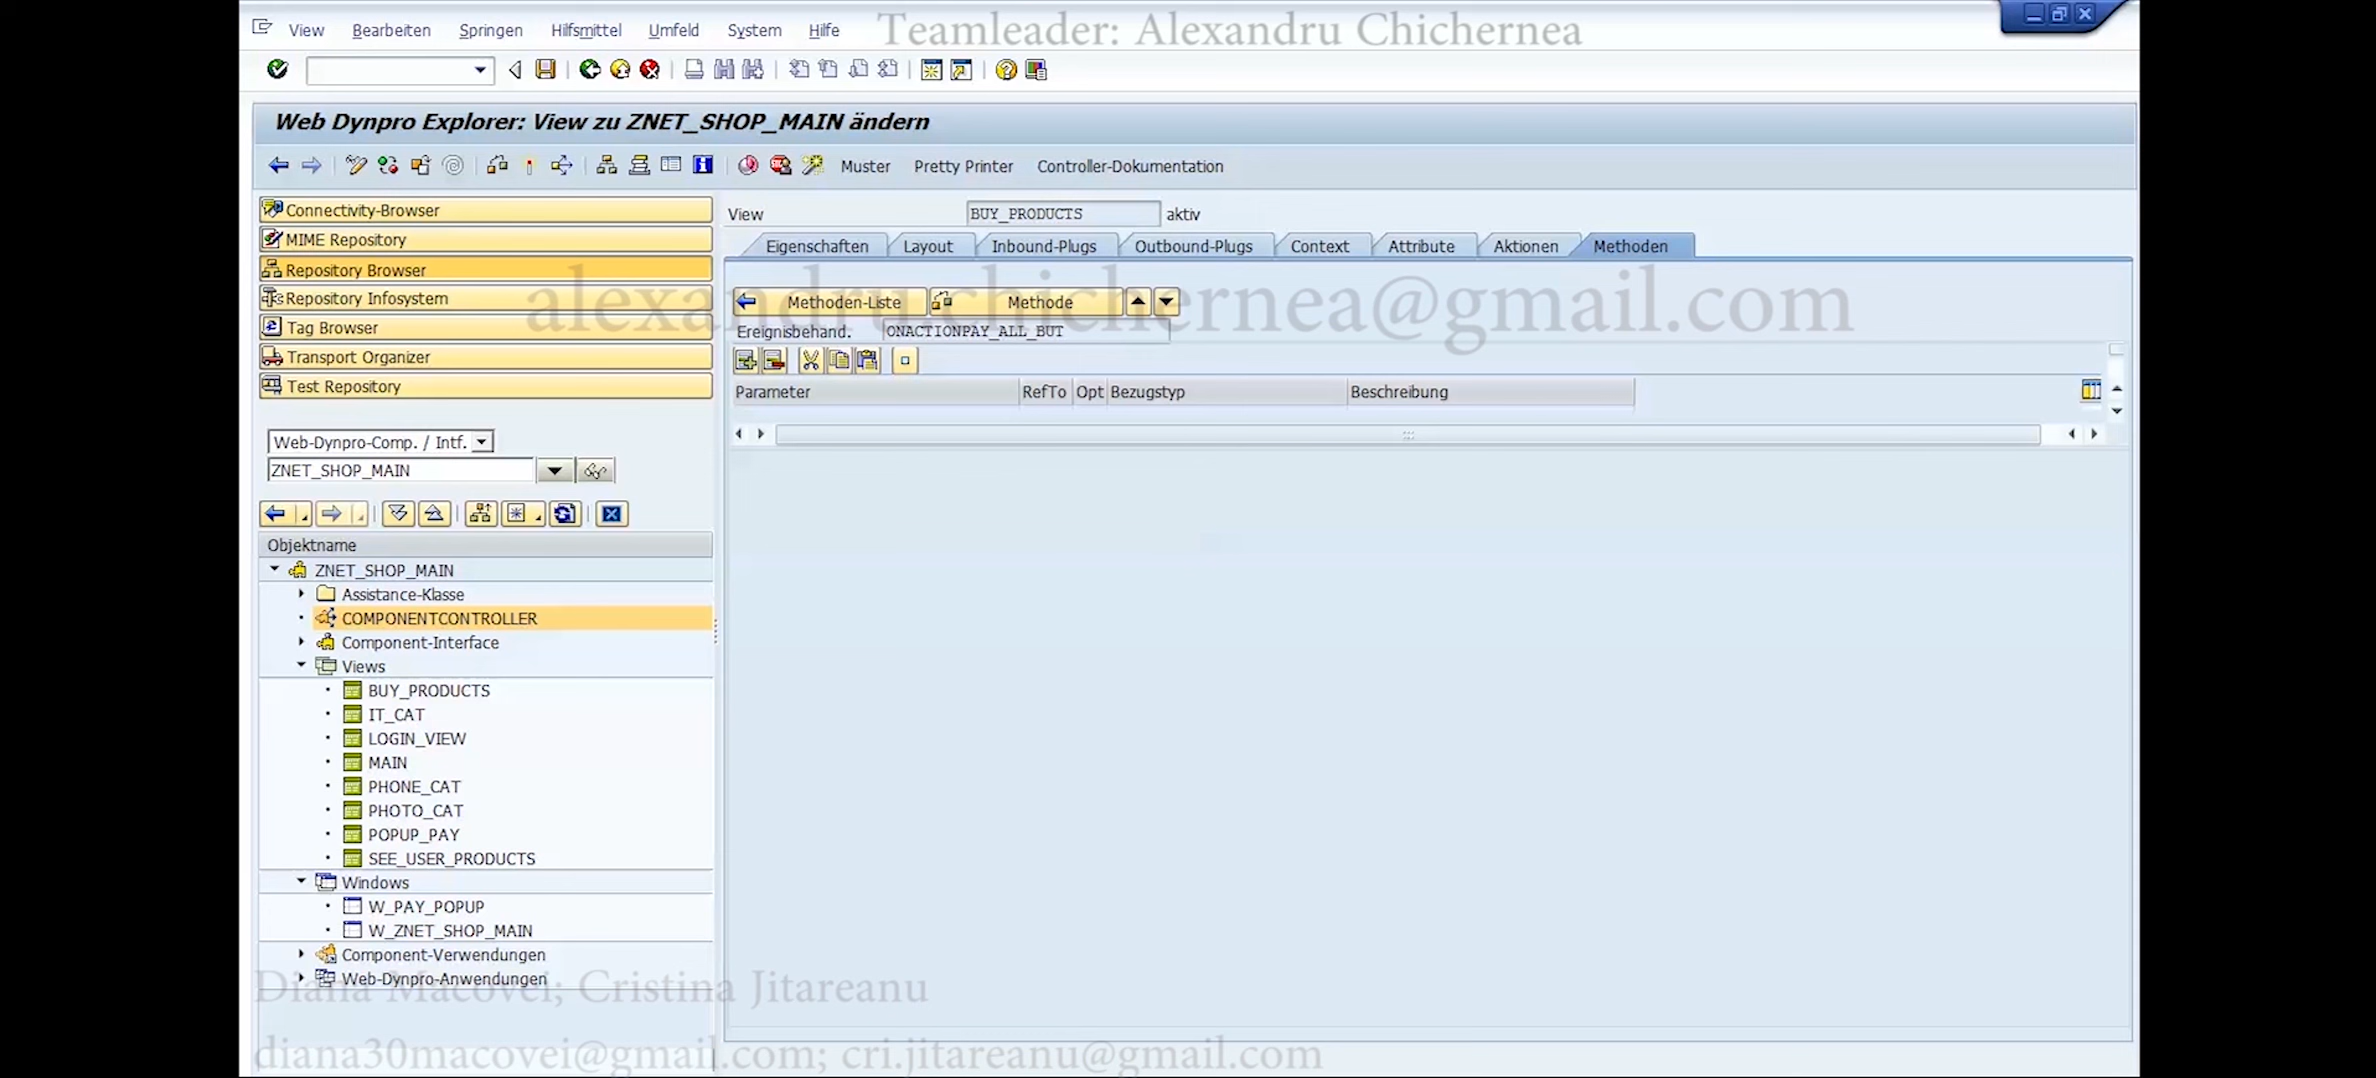 View Bearbeiten Springen Hilfsmittel Umfeld System Hilfe
Teamleader: Alexandru Chichernea
Web Dynpro Explorer: View zu ZNET_SHOP_MAIN ändern
Muster Pretty Printer Controller-Dokumentation
Connectivity-Browser
MIME Repository
Repository Browser
Repository Infosystem
Tag Browser
Transport Organizer
Test Repository
Web-Dynpro-Comp. / Intf.
ZNET_SHOP_MAIN
Objektname
ZNET_SHOP_MAIN
Assistance-Klasse
COMPONENTCONTROLLER
Component-Interface
Views
BUY_PRODUCTS
IT_CAT
LOGIN_VIEW
MAIN
PHONE_CAT
PHOTO_CAT
POPUP_PAY
SEE_USER_PRODUCTS
Windows
W_PAY_POPUP
W_ZNET_SHOP_MAIN
Component-Verwendungen
Web-Dynpro-Anwendungen
View BUY_PRODUCTS aktiv
Eigenschaften Layout Inbound-Plugs Outbound-Plugs Context Attribute Aktionen Methoden
alexandru.chichernea@gmail.com
Methoden-Liste Methode
Ereignisbehand. ONACTIONPAY_ALL_BUT
Parameter RefTo Opt Bezugstyp Beschreibung
Diana Macovei; Cristina Jitareanu
diana30macovei@gmail.com; cri.jitareanu@gmail.com